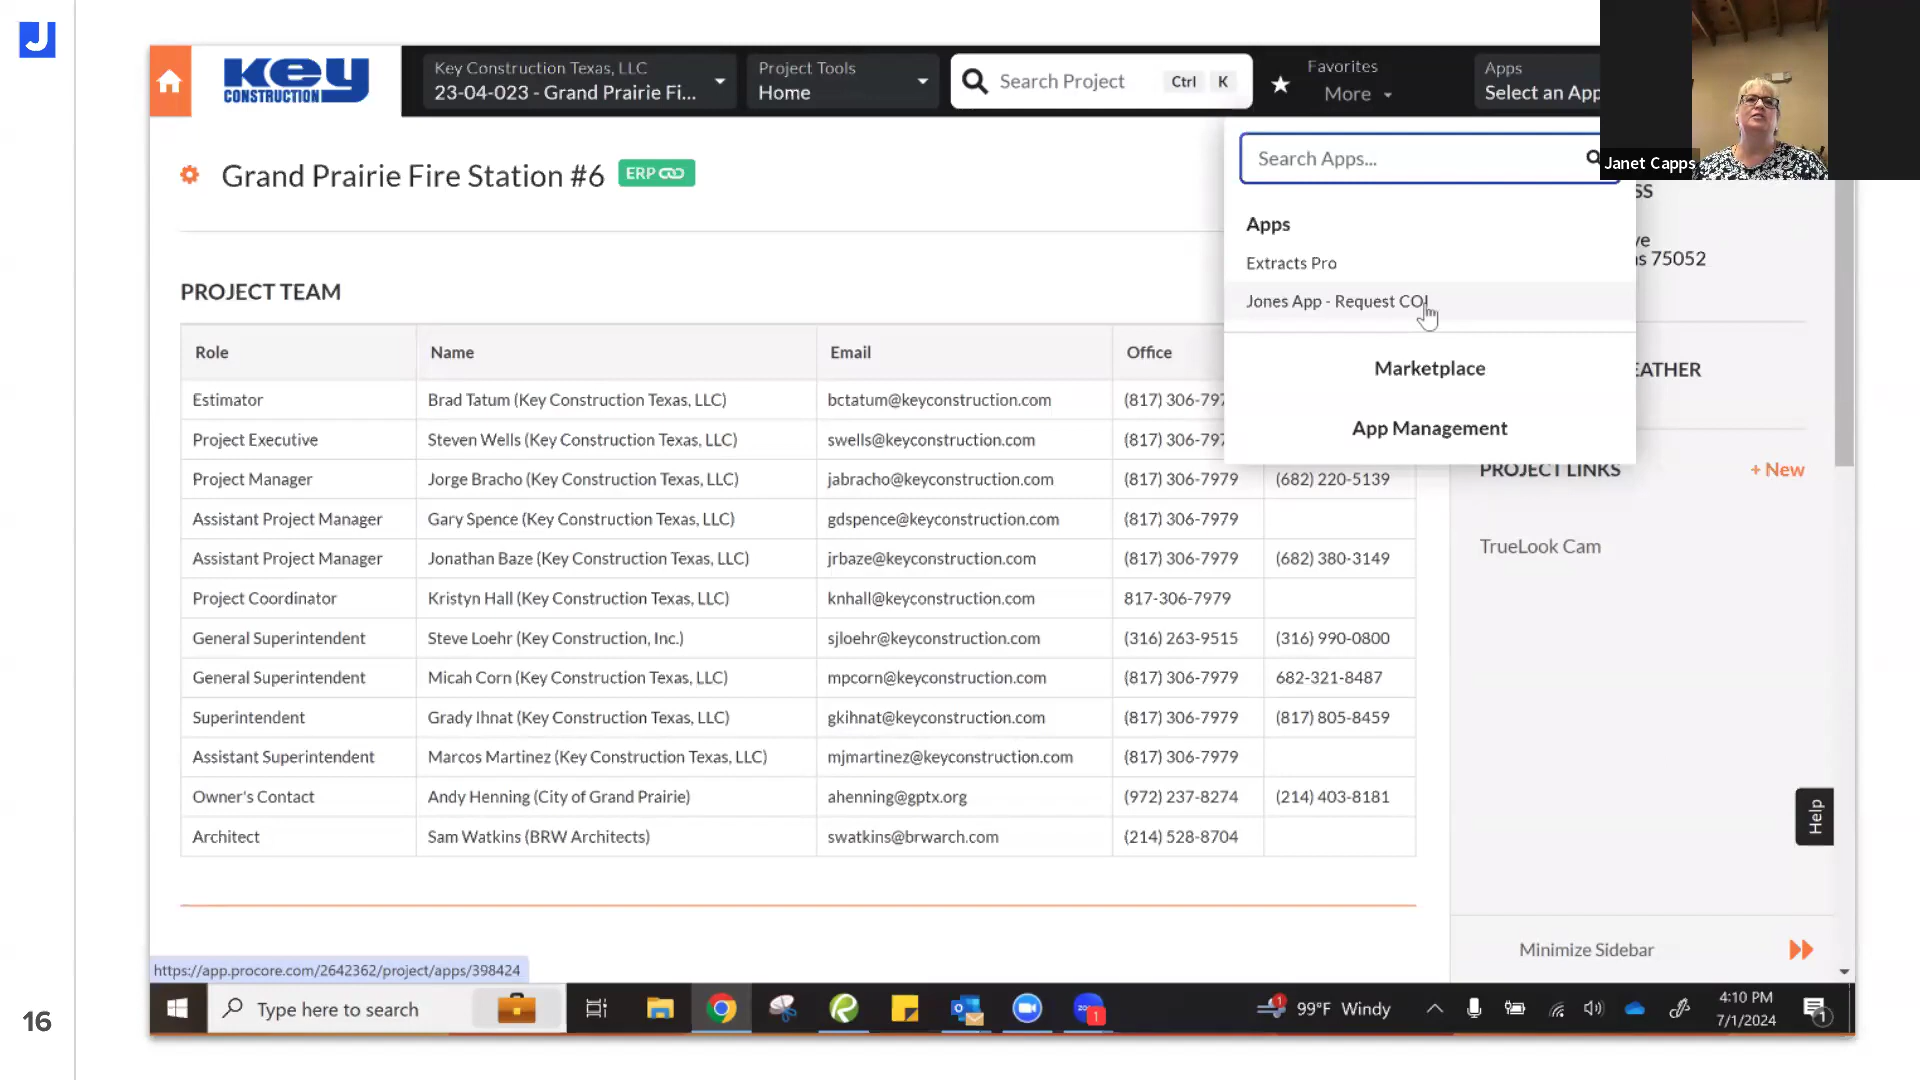 J
key
CONSTRUCTION
Key Construction Texas, LLC
23-04-023 - Grand Prairie Fi...
Project Tools
Home
Search Project
Ctrl
K
Favorites
More
Apps
Select an App
Janet Capps
Grand Prairie Fire Station #6
ERP
Search Apps...
Apps
Extracts Pro
Jones App - Request COI
Marketplace
App Management
75052
PROJECT TEAM
Role Name Email Office
Estimator Brad Tatum (Key Construction Texas, LLC) bctatum@keyconstruction.com (817) 306-797
Project Executive Steven Wells (Key Construction Texas, LLC) swells@keyconstruction.com (817) 306-797
Project Manager Jorge Bracho (Key Construction Texas, LLC) jabracho@keyconstruction.com (817) 306-7979 (682) 220-5139
Assistant Project Manager Gary Spence (Key Construction Texas, LLC) gdspence@keyconstruction.com (817) 306-7979
Assistant Project Manager Jonathan Baze (Key Construction Texas, LLC) jrbaze@keyconstruction.com (817) 306-7979 (682) 380-3149
Project Coordinator Kristyn Hall (Key Construction Texas, LLC) knhall@keyconstruction.com 817-306-7979
General Superintendent Steve Loehr (Key Construction, Inc.) sjloehr@keyconstruction.com (316) 263-9515 (316) 990-0800
General Superintendent Micah Corn (Key Construction Texas, LLC) mpcorn@keyconstruction.com (817) 306-7979 682-321-8487
Superintendent Grady Ihnat (Key Construction Texas, LLC) gkihnat@keyconstruction.com (817) 306-7979 (817) 805-8459
Assistant Superintendent Marcos Martinez (Key Construction Texas, LLC) mjmartinez@keyconstruction.com (817) 306-7979
Owner's Contact Andy Henning (City of Grand Prairie) ahenning@gptx.org (972) 237-8274 (214) 403-8181
Architect Sam Watkins (BRW Architects) swatkins@brwarch.com (214) 528-8704
EATHER
PROJECT LINKS
+ New
TrueLook Cam
Help
Minimize Sidebar
https://app.procore.com/2642362/project/apps/398424
Type here to search
99°F Windy
4:10 PM
7/1/2024
16